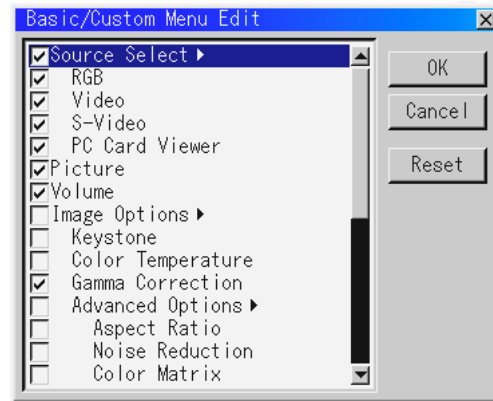 Basic/Custom Menu Edit
Source Select
RGB
Video
S-Video
PC Card Viewer
Picture
Volume
Image Options
Keystone
Color Temperature
Gamma Correction
Advanced Options
Aspect Ratio
Noise Reduction
Color Matrix
OK
Cancel
Reset